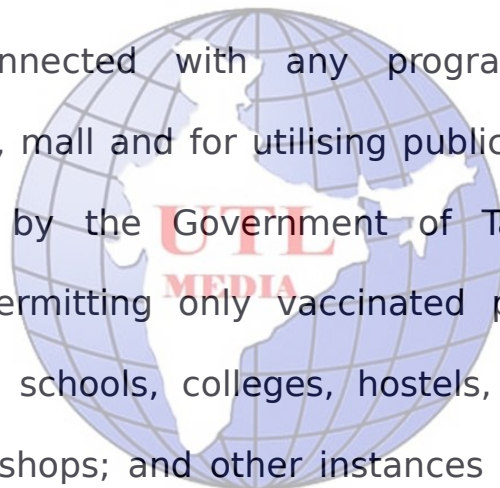 nnected with any progra
, mall and for utilising public
by the Government of Ta
UTL
MEDIA
ermitting only vaccinated p
schools, colleges, hostels,
shops; and other instances